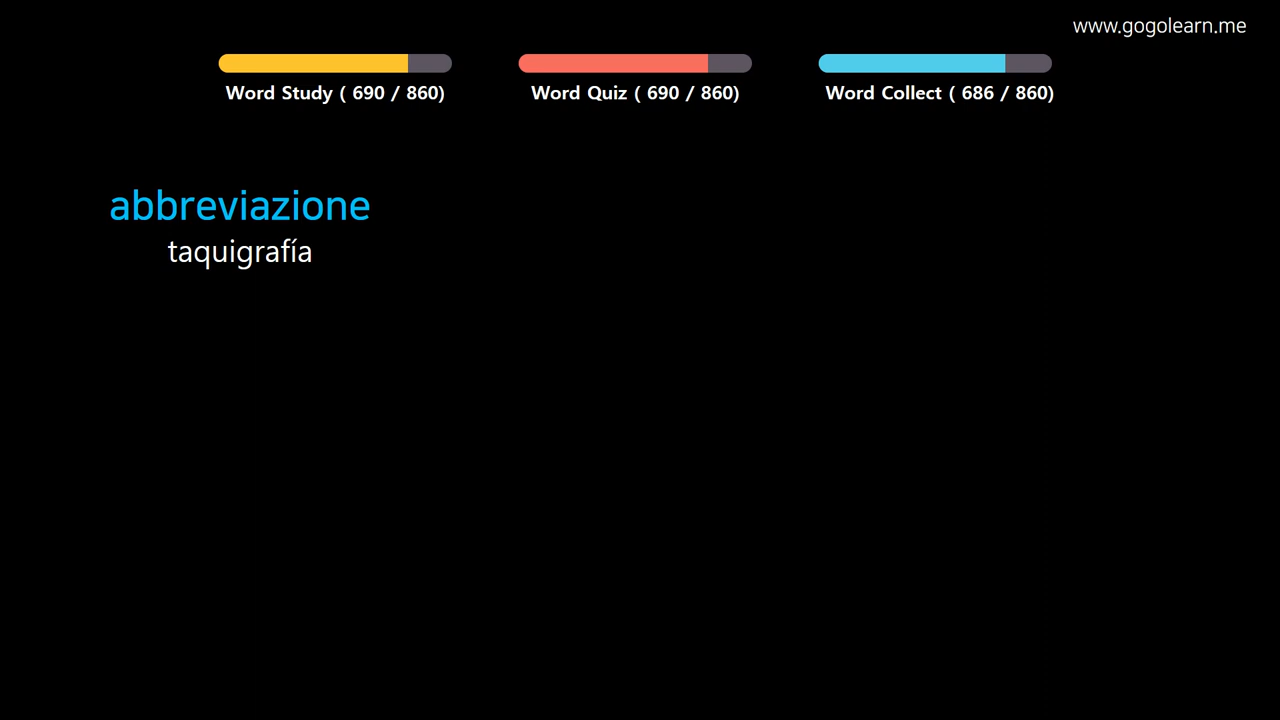 www.gogolearn.me
Word Study ( 690 / 860)
Word Quiz ( 690 / 860)
Word Collect ( 686 / 860)
abbreviazione
taquigrafía